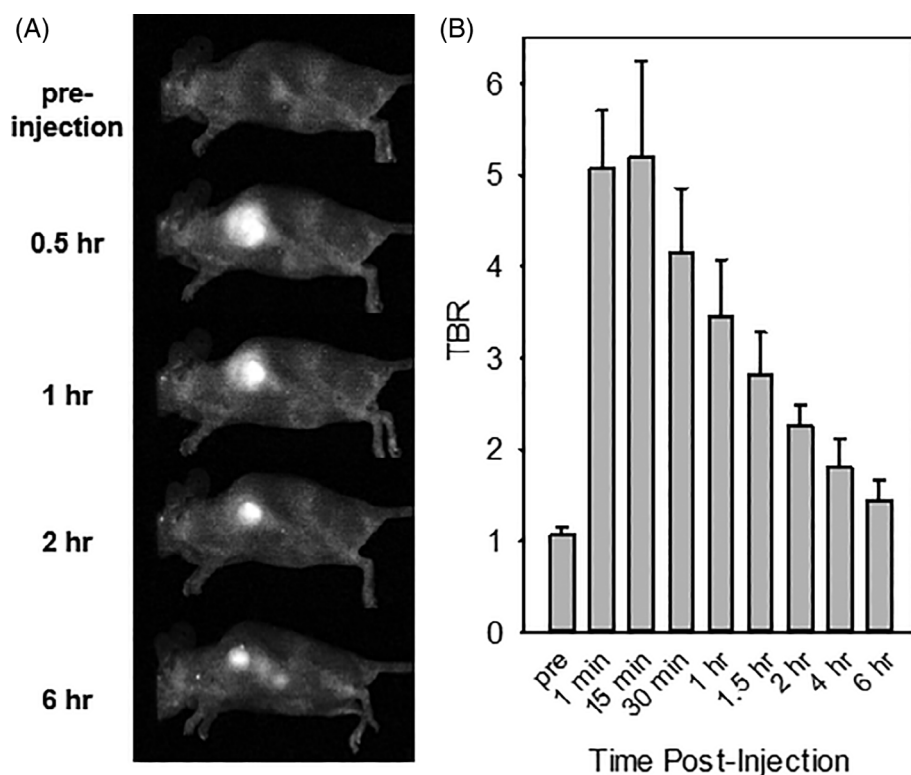 (A)
pre-
injection
0.5 hr
1 hr
2 hr
6 hr
(B)
TBR
6
5
4
3
2
1
0
pre
1 min
15 min
30 min
1 hr
1.5 hr
2 hr
4 hr
6 hr
Time Post-Injection